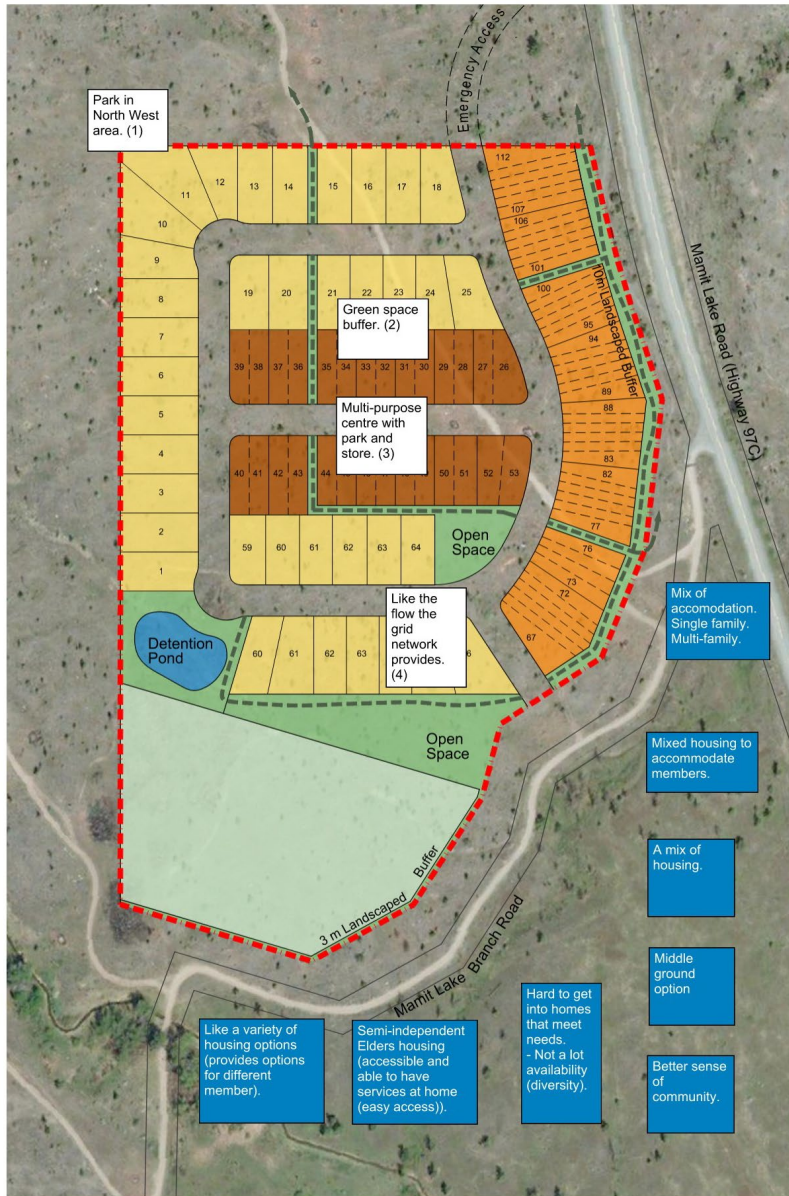 Emergency Access
Park in
North West
area. (1)
112
12
13
14
15
16
17
18
11
107
10
106
9
101
100
8
19
20
21
22
23
24
25
10m Landscaped Buffer
Mamit Lake Road (Highway 97C)
7
Green space
buffer. (2)
95
94
6
39
38
37
36
35
34
33
32
31
30
29
28
27
26
89
88
5
Multi-purpose
centre with
park and
store. (3)
4
83
82
40
41
42
43
44
50
51
52
53
3
77
76
2
59
60
61
62
63
64
Open
Space
1
73
72
Like the
flow the
grid
network
provides.
(4)
Mix of
accomodation.
Single family.
Multi-family.
Detention
Pond
60
61
62
63
6
67
Open
Space
Mixed housing to
accommodate
members.
A mix of
housing.
3 m Landscaped Buffer
Mamit Lake Branch Road
Middle
ground
option
Like a variety of
housing options
(provides options
for different
member).
Semi-independent
Elders housing
(accessible and
able to have
services at home
(easy access)).
Hard to get
into homes
that meet
needs.
- Not a lot
availability
(diversity).
Better sense
of
community.